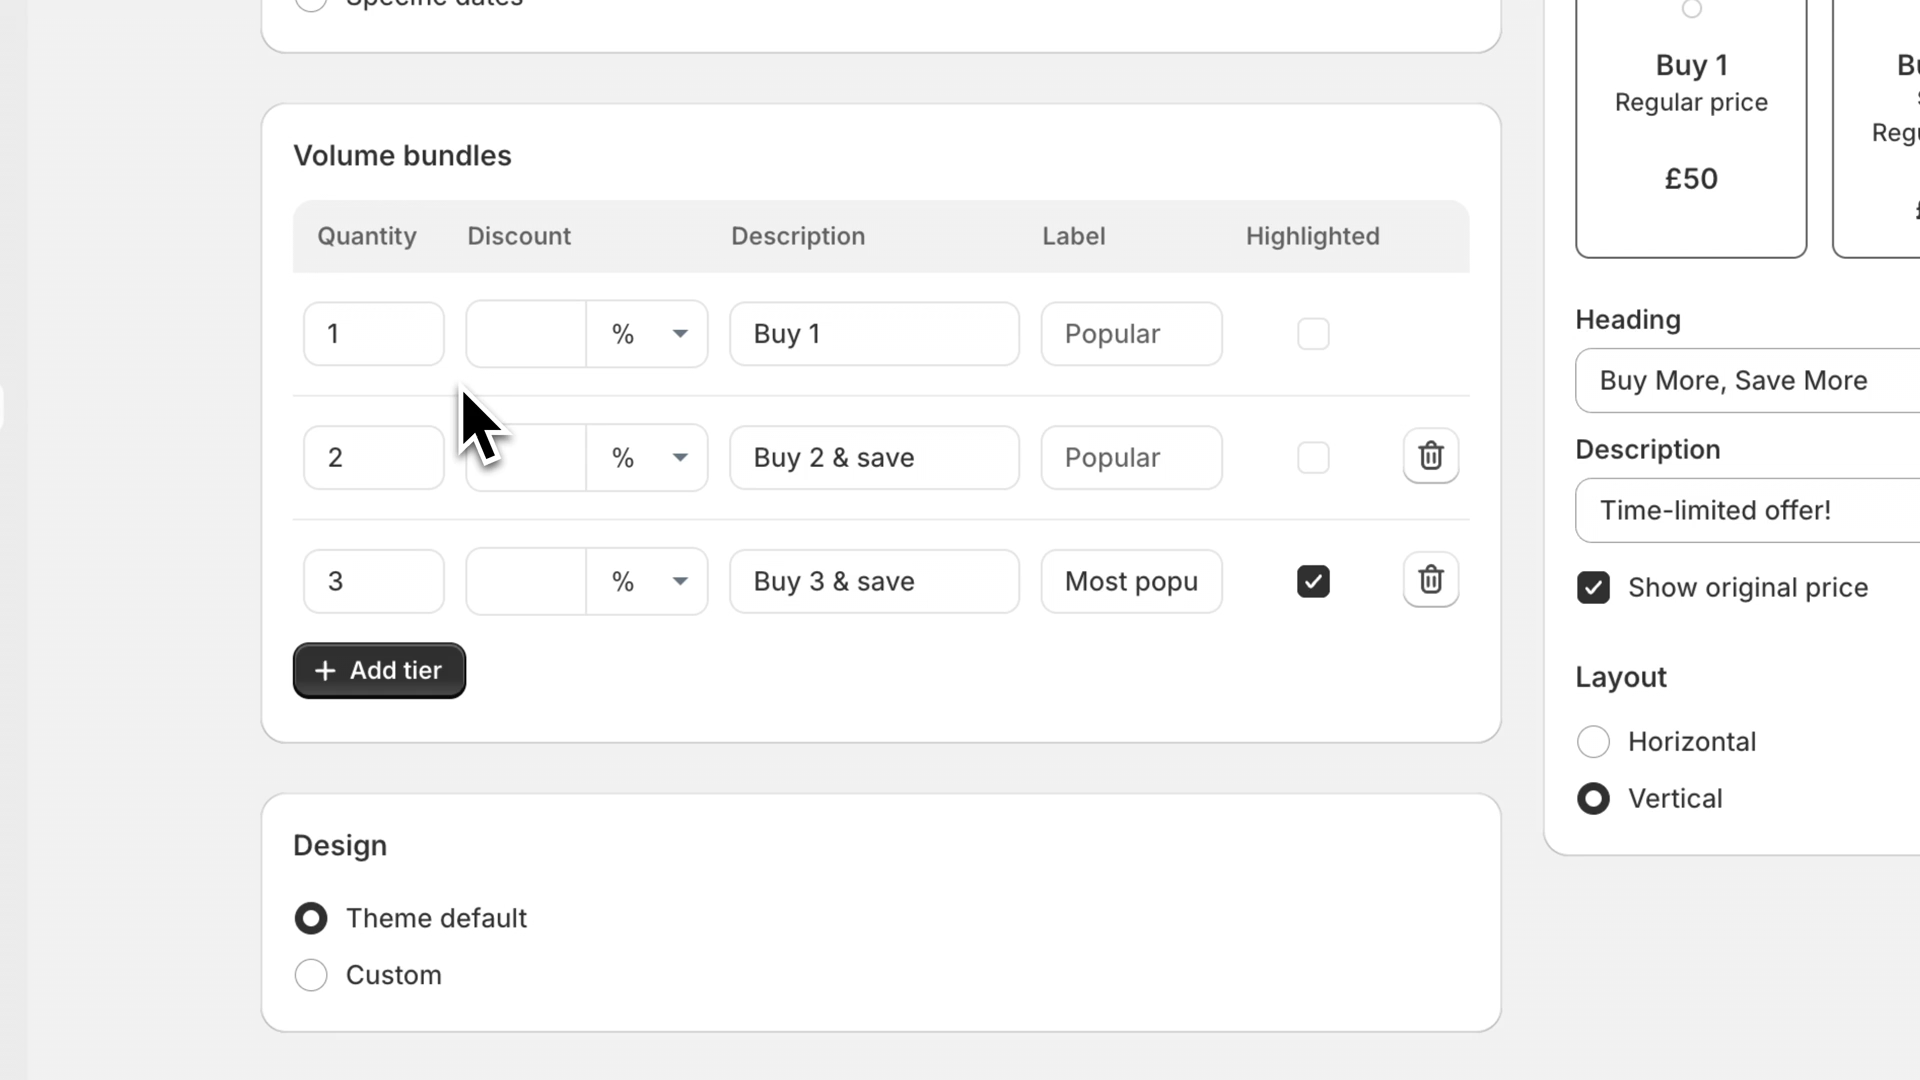 Specific dates
Volume bundles
Quantity Discount Description Label Highlighted
1 % Buy 1 Popular
2 % Buy 2 & save Popular
3 % Buy 3 & save Most popu
+ Add tier
Design
Theme default
Custom
Buy 1
Regular price
£50
Heading
Buy More, Save More
Description
Time-limited offer!
Show original price
Layout
Horizontal
Vertical